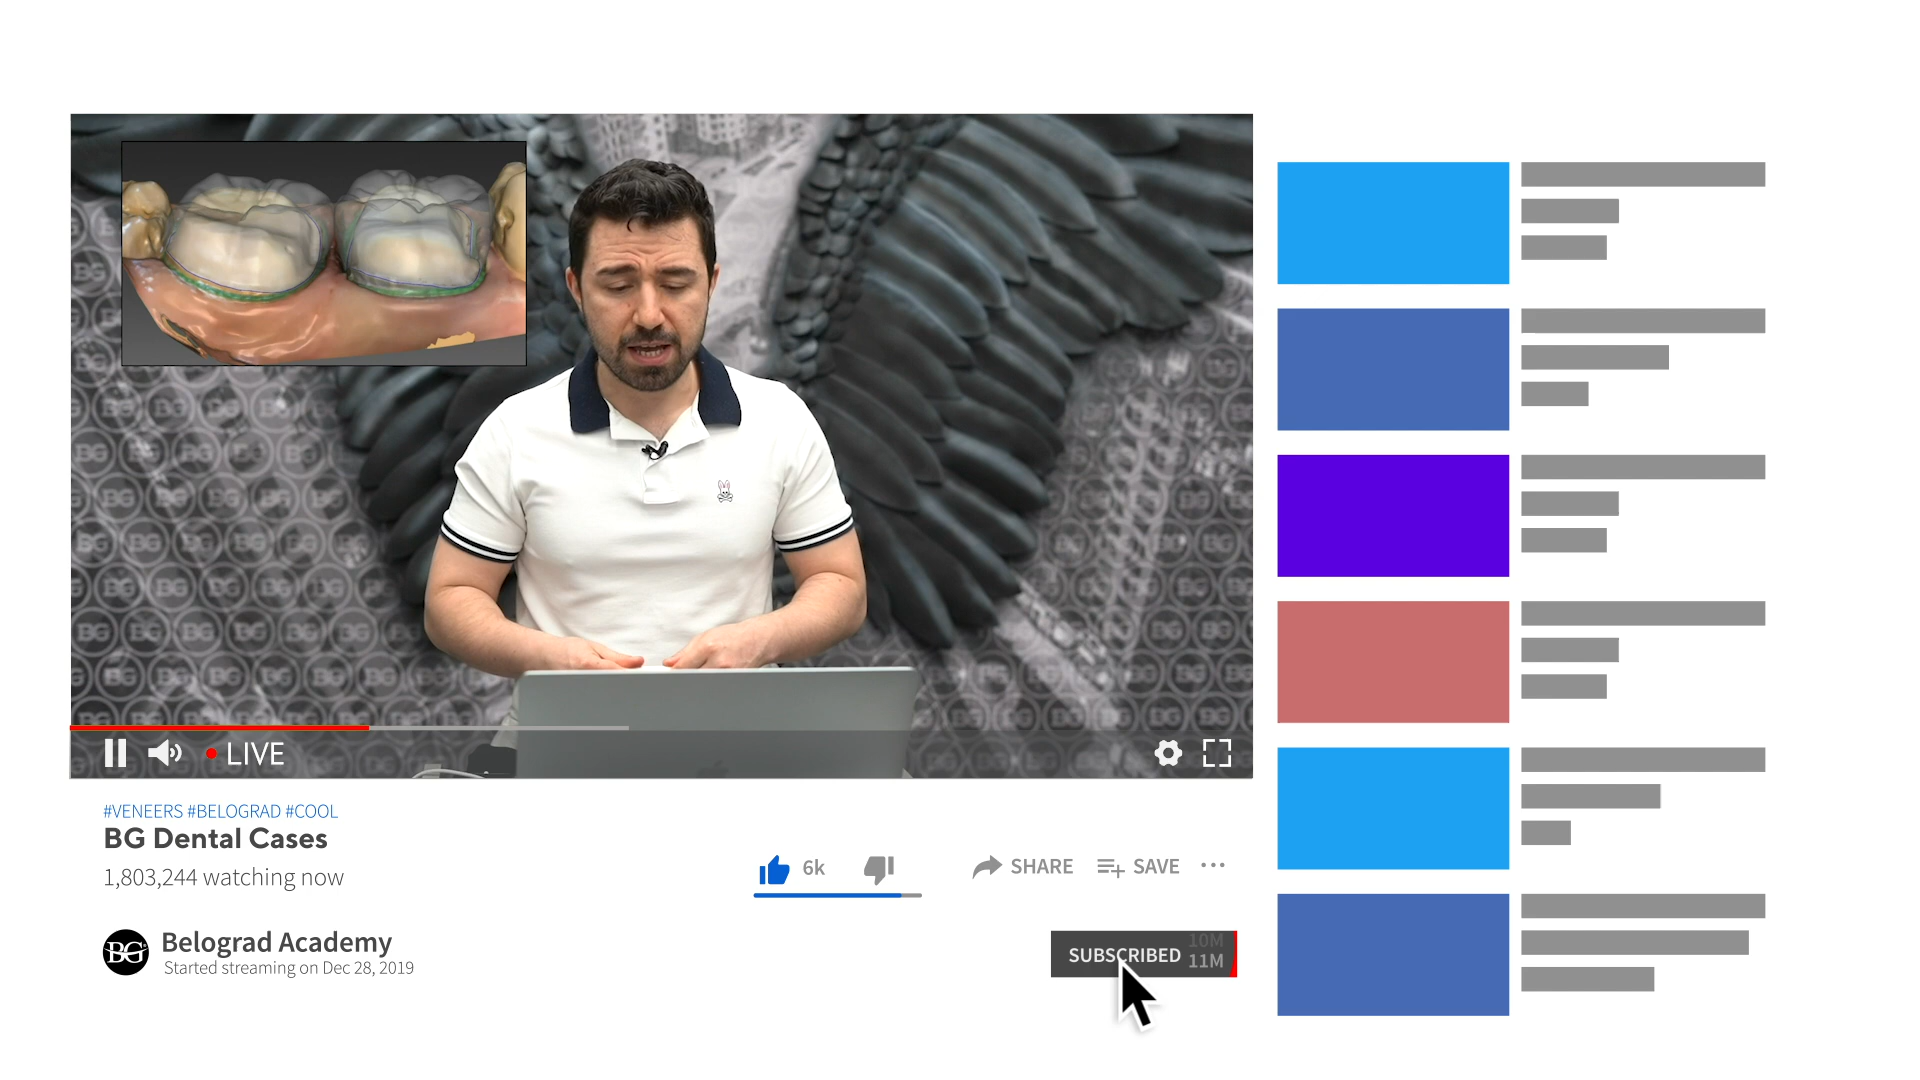 LIVE
#VENEERS #BELOGRAD #COOL
BG Dental Cases
1,803,244 watching now
6k
SHARE
SAVE
BG
Belograd Academy
Started streaming on Dec 28, 2019
SUBSCRIBED
10M
11M